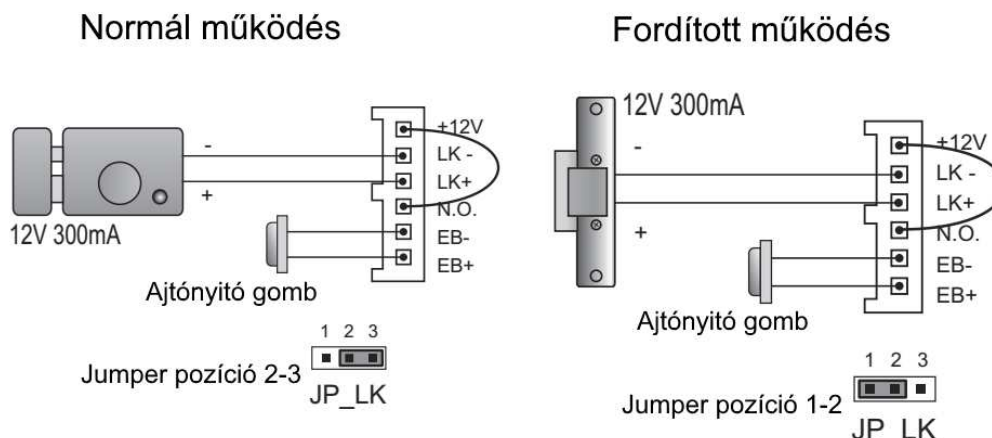 Normál működés
12V 300mA
-
+
+12V
LK -
LK+
N.O.
EB-
EB+
Ajtónyitó gomb
1 2 3
Jumper pozíció 2-3
JP_LK
Fordított működés
12V 300mA
-
+
+12V
LK -
LK+
N.O.
EB-
EB+
Ajtónyitó gomb
1 2 3
Jumper pozíció 1-2
JP_LK